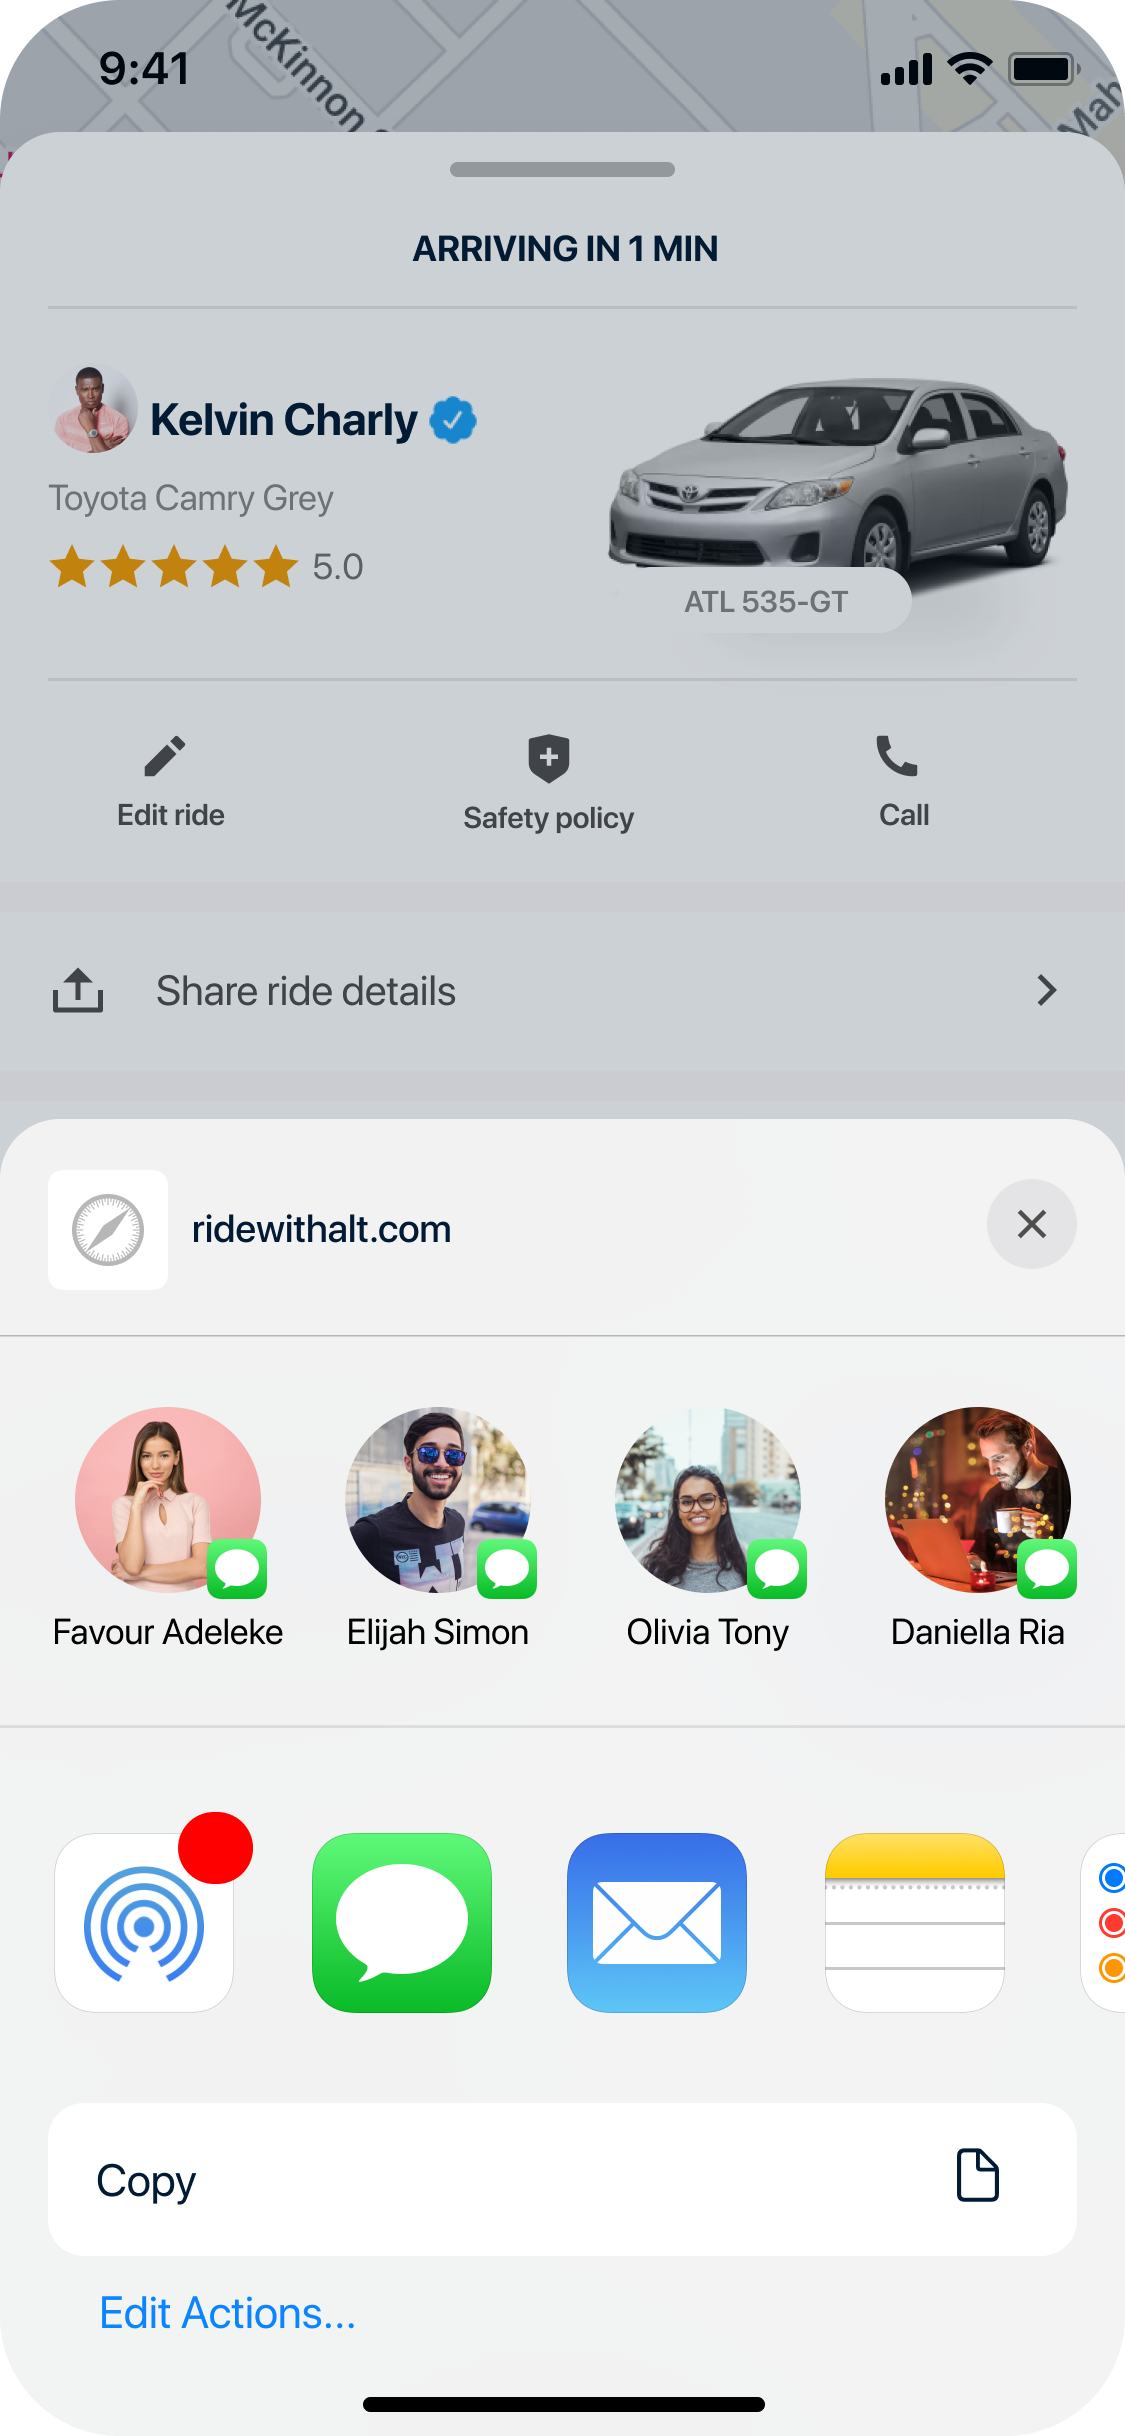 McKinnon
9:41
Mah
ARRIVING IN 1 MIN
Kelvin Charly
Toyota Camry Grey
5.0
ATL 535-GT
Edit ride
Safety policy
Call
Share ride details
ridewithalt.com
Favour Adeleke
Elijah Simon
Olivia Tony
Daniella Ria
Copy
Edit Actions...